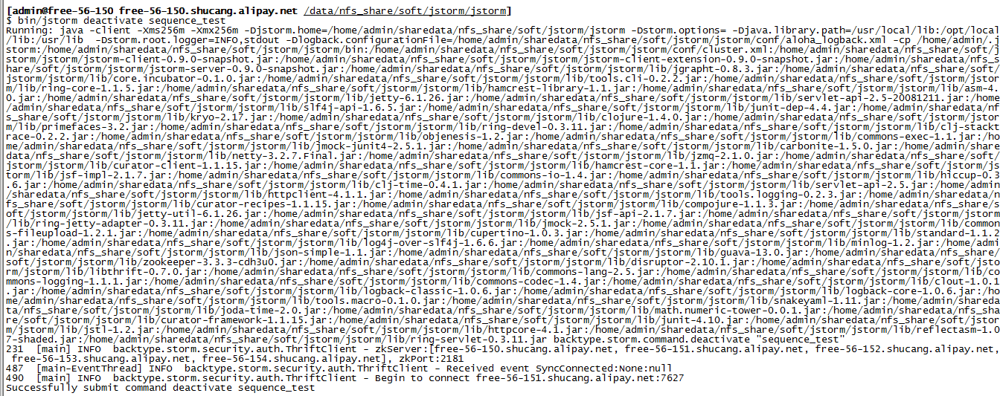 [admin@free-56-150 free-56-150.shucang.alipay.net /data/nfs_share/soft/jstorm/jstorm]
$ bin/jstorm deactivate sequence_test
Running: java -client -Xms256m -Xmx256m -Djstorm.home=/home/admin/sharedata/nfs_share/soft/jstorm/jstorm -Dstorm.options= -Djava.library.path=/usr/local/lib:/opt/local
/lib:/usr/lib  -Dstorm.root.logger=INFO,stdout -Dlogback.configurationFile=/home/admin/sharedata/nfs_share/soft/jstorm/jstorm/conf/aloha_logback.xml -cp /home/admin/.j
storm:/home/admin/sharedata/nfs_share/soft/jstorm/jstorm/bin:/home/admin/sharedata/nfs_share/soft/jstorm/jstorm/conf/cluster.xml:/home/admin/sharedata/nfs_share/soft/j
storm/jstorm/jstorm-client-0.9.0-snapshot.jar:/home/admin/sharedata/nfs_share/soft/jstorm/jstorm/jstorm-client-extension-0.9.0-snapshot.jar:/home/admin/sharedata/nfs_s
hare/soft/jstorm/jstorm/jstorm-server-0.9.0-snapshot.jar:/home/admin/sharedata/nfs_share/soft/jstorm/jstorm/lib/jgrapht-0.8.3.jar:/home/admin/sharedata/nfs_share/soft/
jstorm/jstorm/lib/core.incubator-0.1.0.jar:/home/admin/sharedata/nfs_share/soft/jstorm/jstorm/lib/tools.cli-0.2.2.jar:/home/admin/sharedata/nfs_share/soft/jstorm/jstor
m/lib/ring-core-1.1.5.jar:/home/admin/sharedata/nfs_share/soft/jstorm/jstorm/lib/hamcrest-library-1.1.jar:/home/admin/sharedata/nfs_share/soft/jstorm/jstorm/lib/asm-4.
0.jar:/home/admin/sharedata/nfs_share/soft/jstorm/jstorm/lib/jetty-6.1.26.jar:/home/admin/sharedata/nfs_share/soft/jstorm/jstorm/lib/servlet-api-2.5-20081211.jar:/home
/admin/sharedata/nfs_share/soft/jstorm/jstorm/lib/slf4j-api-1.6.5.jar:/home/admin/sharedata/nfs_share/soft/jstorm/jstorm/lib/junit-dep-4.4.jar:/home/admin/sharedata/nf
s_share/soft/jstorm/jstorm/lib/kryo-2.17.jar:/home/admin/sharedata/nfs_share/soft/jstorm/jstorm/lib/clojure-1.4.0.jar:/home/admin/sharedata/nfs_share/soft/jstorm/jstor
m/lib/primefaces-3.2.jar:/home/admin/sharedata/nfs_share/soft/jstorm/jstorm/lib/ring-devel-0.3.11.jar:/home/admin/sharedata/nfs_share/soft/jstorm/jstorm/lib/clj-stackt
race-0.2.2.jar:/home/admin/sharedata/nfs_share/soft/jstorm/jstorm/lib/objenesis-1.2.jar:/home/admin/sharedata/nfs_share/soft/jstorm/jstorm/lib/commons-exec-1.1.jar:/ho
me/admin/sharedata/nfs_share/soft/jstorm/jstorm/lib/jmock-junit4-2.5.1.jar:/home/admin/sharedata/nfs_share/soft/jstorm/jstorm/lib/carbonite-1.5.0.jar:/home/admin/share
data/nfs_share/soft/jstorm/jstorm/lib/netty-3.2.7.Final.jar:/home/admin/sharedata/nfs_share/soft/jstorm/jstorm/lib/jzmq-2.1.0.jar:/home/admin/sharedata/nfs_share/soft/
jstorm/jstorm/lib/curator-client-1.1.15.jar:/home/admin/sharedata/nfs_share/soft/jstorm/jstorm/lib/hamcrest-core-1.1.jar:/home/admin/sharedata/nfs_share/soft/jstorm/js
torm/lib/jsf-impl-2.1.7.jar:/home/admin/sharedata/nfs_share/soft/jstorm/jstorm/lib/commons-io-1.4.jar:/home/admin/sharedata/nfs_share/soft/jstorm/jstorm/lib/hiccup-0.3
.6.jar:/home/admin/sharedata/nfs_share/soft/jstorm/jstorm/lib/clj-time-0.4.1.jar:/home/admin/sharedata/nfs_share/soft/jstorm/jstorm/lib/servlet-api-2.5.jar:/home/admin
/sharedata/nfs_share/soft/jstorm/jstorm/lib/httpclient-4.1.1.jar:/home/admin/sharedata/nfs_share/soft/jstorm/jstorm/lib/tools.logging-0.2.3.jar:/home/admin/sharedata/n
fs_share/soft/jstorm/jstorm/lib/curator-recipes-1.1.15.jar:/home/admin/sharedata/nfs_share/soft/jstorm/jstorm/lib/compojure-1.1.3.jar:/home/admin/sharedata/nfs_share/s
oft/jstorm/jstorm/lib/jetty-util-6.1.26.jar:/home/admin/sharedata/nfs_share/soft/jstorm/jstorm/lib/jsf-api-2.1.7.jar:/home/admin/sharedata/nfs_share/soft/jstorm/jstorm
/lib/ring-jetty-adapter-0.3.11.jar:/home/admin/sharedata/nfs_share/soft/jstorm/jstorm/lib/jmock-2.5.1.jar:/home/admin/sharedata/nfs_share/soft/jstorm/jstorm/lib/common
s-fileupload-1.2.1.jar:/home/admin/sharedata/nfs_share/soft/jstorm/jstorm/lib/cupertino-1.0.3.jar:/home/admin/sharedata/nfs_share/soft/jstorm/jstorm/lib/standard-1.1.2
.jar:/home/admin/sharedata/nfs_share/soft/jstorm/jstorm/lib/log4j-over-slf4j-1.6.6.jar:/home/admin/sharedata/nfs_share/soft/jstorm/jstorm/lib/minlog-1.2.jar:/home/admi
n/sharedata/nfs_share/soft/jstorm/jstorm/lib/json-simple-1.1.jar:/home/admin/sharedata/nfs_share/soft/jstorm/jstorm/lib/guava-13.0.jar:/home/admin/sharedata/nfs_share/
soft/jstorm/jstorm/lib/zookeeper-3.3.3-cdh3u0.jar:/home/admin/sharedata/nfs_share/soft/jstorm/jstorm/lib/disruptor-2.10.1.jar:/home/admin/sharedata/nfs_share/soft/jsto
rm/jstorm/lib/libthrift-0.7.0.jar:/home/admin/sharedata/nfs_share/soft/jstorm/jstorm/lib/commons-lang-2.5.jar:/home/admin/sharedata/nfs_share/soft/jstorm/jstorm/lib/co
mmons-logging-1.1.1.jar:/home/admin/sharedata/nfs_share/soft/jstorm/jstorm/lib/commons-codec-1.4.jar:/home/admin/sharedata/nfs_share/soft/jstorm/jstorm/lib/clout-1.0.1
.jar:/home/admin/sharedata/nfs_share/soft/jstorm/jstorm/lib/logback-classic-1.0.6.jar:/home/admin/sharedata/nfs_share/soft/jstorm/jstorm/lib/logback-core-1.0.6.jar:/ho
me/admin/sharedata/nfs_share/soft/jstorm/jstorm/lib/tools.macro-0.1.0.jar:/home/admin/sharedata/nfs_share/soft/jstorm/jstorm/lib/snakeyaml-1.11.jar:/home/admin/shareda
ta/nfs_share/soft/jstorm/jstorm/lib/joda-time-2.0.jar:/home/admin/sharedata/nfs_share/soft/jstorm/jstorm/lib/math.numeric-tower-0.0.1.jar:/home/admin/sharedata/nfs_sha
re/soft/jstorm/jstorm/lib/curator-framework-1.1.15.jar:/home/admin/sharedata/nfs_share/soft/jstorm/jstorm/lib/junit-4.10.jar:/home/admin/sharedata/nfs_share/soft/jstor
m/jstorm/lib/jstl-1.2.jar:/home/admin/sharedata/nfs_share/soft/jstorm/jstorm/lib/httpcore-4.1.jar:/home/admin/sharedata/nfs_share/soft/jstorm/jstorm/lib/reflectasm-1.0
7-shaded.jar:/home/admin/sharedata/nfs_share/soft/jstorm/jstorm/lib/ring-servlet-0.3.11.jar backtype.storm.command.deactivate "sequence_test"
231  [main] INFO  backtype.storm.security.auth.ThriftClient - zkServer:[free-56-150.shucang.alipay.net, free-56-151.shucang.alipay.net, free-56-152.shucang.alipay.net,
free-56-153.shucang.alipay.net, free-56-154.shucang.alipay.net], zkPort:2181
487  [main-EventThread] INFO  backtype.storm.security.auth.ThriftClient - Received event SyncConnected:None:null
490  [main] INFO  backtype.storm.security.auth.ThriftClient - Begin to connect free-56-151.shucang.alipay.net:7627
Successfully submit command deactivate sequence_test